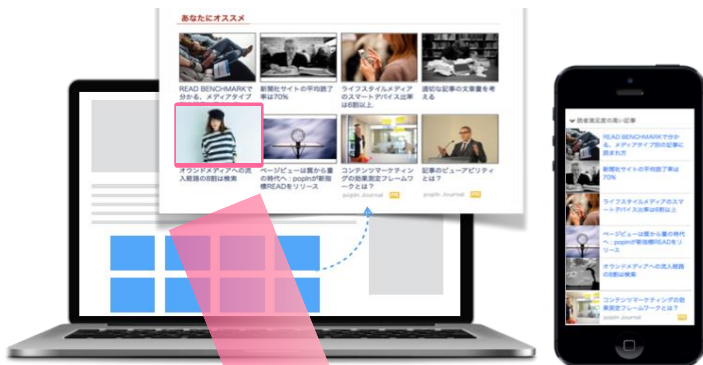 あなたにオススメ
READ BENCHMARKで
分かる、メディアタイプ
新聞社サイトの平均読了
率は70%
ライフスタイルメディア
のスマートデバイス比率
は6割以上
適切な記事の文章量を考
える
オウンドメディアへの流
入経路の8割は検索
ページビューは質から量
の時代へ:popInが新指
標READをリリース
コンテンツマーケティン
グの効果測定フレームワ
ークとは?
popIn Journal
記事のビューアビリティ
とは?
popIn Journal
読者満足度の高い記事
READ BENCHMARKで分か
る、メディアタイプ別の記事に
読まれ方
新聞社サイトの平均読了率は
70%
ライフスタイルメディアのスマ
ートデバイス比率は6割以上
ページビューは質から量の時代
へ:popInが新指標READをリ
リース
オウンドメディアへの流入経路
の8割は検索
コンテンツマーケティングの効
果測定フレームワークとは?
popIn Journal